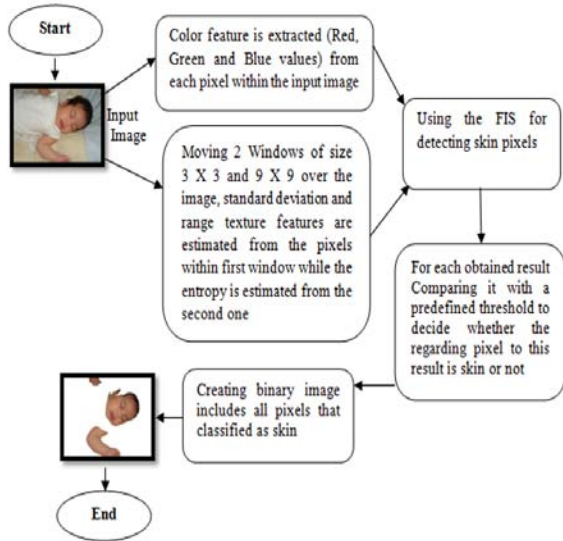 Start
Input
Image
Color feature is extracted (Red,
Green and Blue values) from
each pixel within the input image
Moving 2 Windows of size
3 X 3 and 9 X 9 over the
image, standard deviation and
range texture features are
estimated from the pixels
within first window while the
entropy is estimated from the
second one
Using the FIS for
detecting skin pixels
For each obtained result
Comparing it with a
predefined threshold to
decide whether the
regarding pixel to this
result is skin or not
Creating binary image
includes all pixels that
classified as skin
End